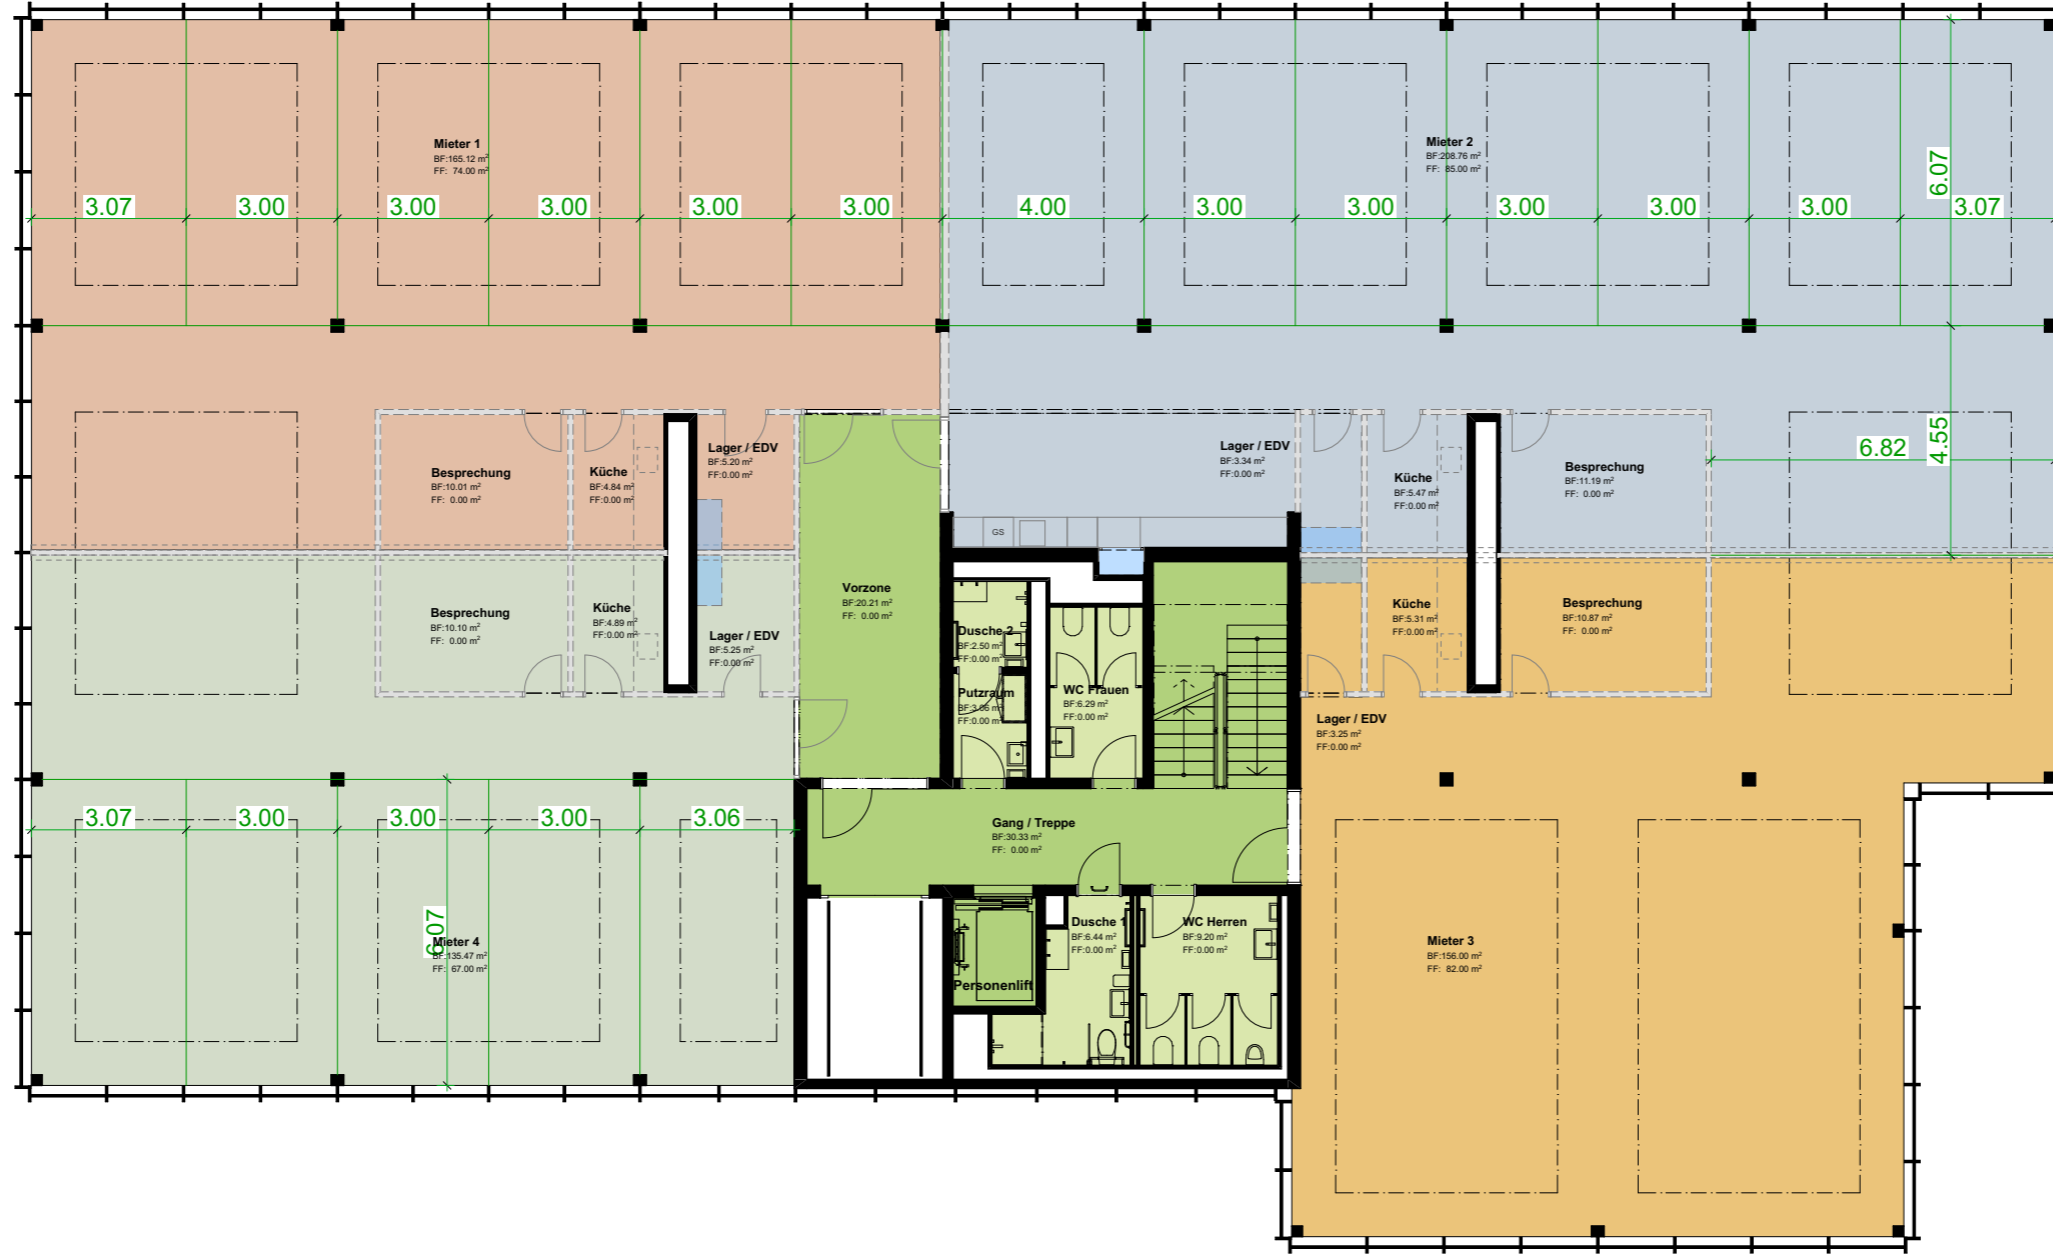 Mieter 1
BF:165.12 m²
FF: 74.00 m²
Mieter 2
BF:208.76 m²
FF: 85.00 m²
6.07
3.07
3.00
3.00
3.00
3.00
3.00
4.00
3.00
3.00
3.00
3.00
3.00
3.07
Besprechung
BF:10.01 m²
FF: 0.00 m²
Küche
BF:4.84 m²
FF:0.00 m²
Lager / EDV
BF:5.20 m²
FF:0.00 m²
Lager / EDV
BF:3.34 m²
FF:0.00 m²
Küche
BF:5.47 m²
FF:0.00 m²
Besprechung
BF:11.19 m²
FF: 0.00 m²
6.82
4.55
GS
Besprechung
BF:10.10 m²
FF: 0.00 m²
Küche
BF:4.89 m²
FF:0.00 m²
Lager / EDV
BF:5.25 m²
FF:0.00 m²
Vorzone
BF:20.21 m²
FF: 0.00 m²
Dusche 2
BF:2.50 m²
FF:0.00 m²
Putzraum
BF:3.06 m²
FF:0.00 m²
WC Frauen
BF:6.29 m²
FF:0.00 m²
Küche
BF:5.31 m²
FF:0.00 m²
Besprechung
BF:10.87 m²
FF: 0.00 m²
Lager / EDV
BF:3.25 m²
FF:0.00 m²
3.07
3.00
3.00
3.00
3.06
Gang / Treppe
BF:30.33 m²
FF: 0.00 m²
6.07
Mieter 4
BF:135.47 m²
FF: 67.00 m²
Personenlift
Dusche 1
BF:6.44 m²
FF:0.00 m²
WC Herren
BF:9.20 m²
FF:0.00 m²
Mieter 3
BF:156.00 m²
FF: 82.00 m²